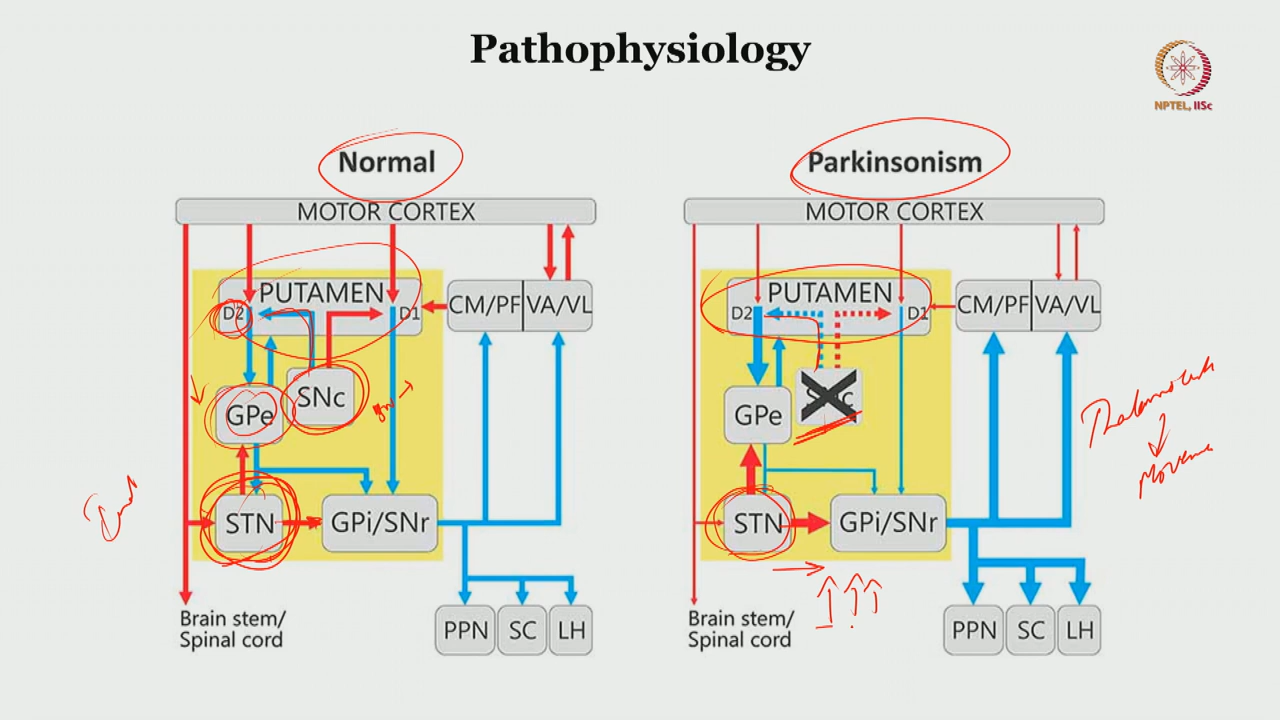 Pathophysiology
NPTEL, IISc
Normal
MOTOR CORTEX
PUTAMEN
D2
D1
CM/PF
VA/VL
SNc
GPe
STN
GPi/SNr
Brain stem/
Spinal cord
PPN
SC
LH
Parkinsonism
MOTOR CORTEX
PUTAMEN
D2
D1
CM/PF
VA/VL
GPe
STN
GPi/SNr
Brain stem/
Spinal cord
PPN
SC
LH